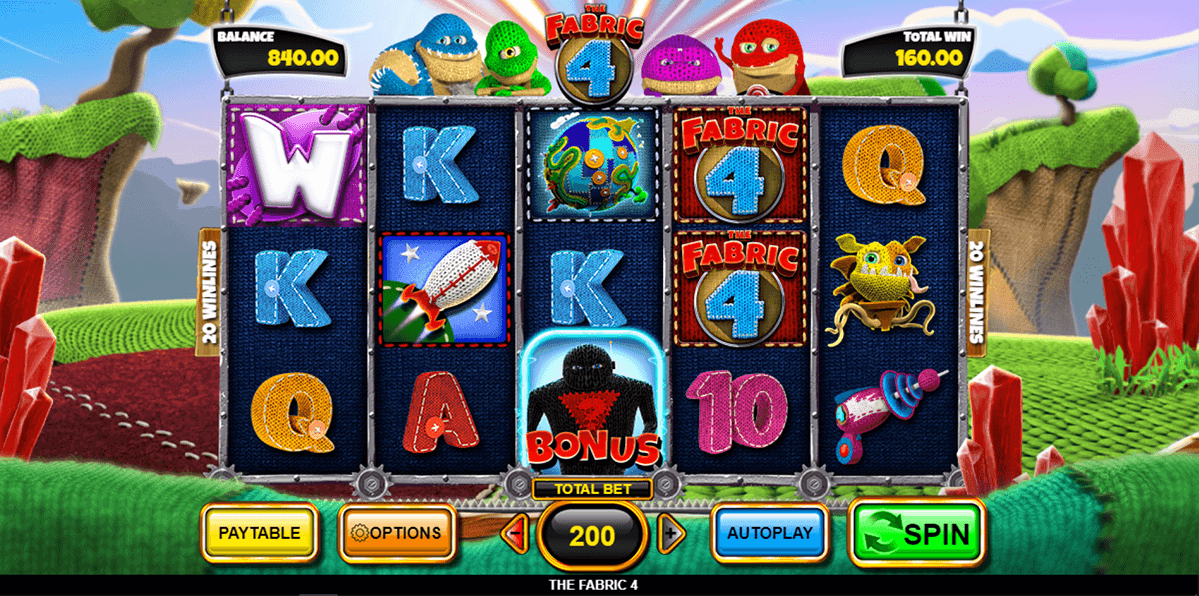 BALANCE
840.00
THE
FABRIC
4
TOTAL WIN
160.00
W
K
THE
FABRIC
4
Q
20 WINLINES
K
K
THE
FABRIC
4
20 WINLINES
Q
A
BONUS
10
TOTAL BET
PAYTABLE
OPTIONS
-
200
+
AUTOPLAY
SPIN
THE FABRIC 4